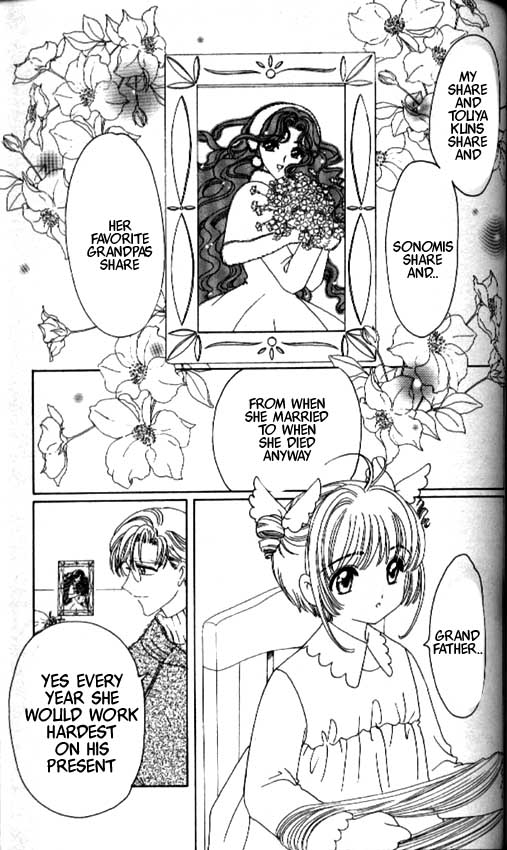 MY
SHARE
AND
TOUYA
KUNS
SHARE
AND
SONOMIS
SHARE
AND..
HER
FAVORITE
GRANDPAS
SHARE
FROM WHEN
SHE MARRIED
TO WHEN
SHE DIED
ANYWAY
GRAND
FATHER..
YES EVERY
YEAR SHE
WOULD WORK
HARDEST
ON HIS
PRESENT